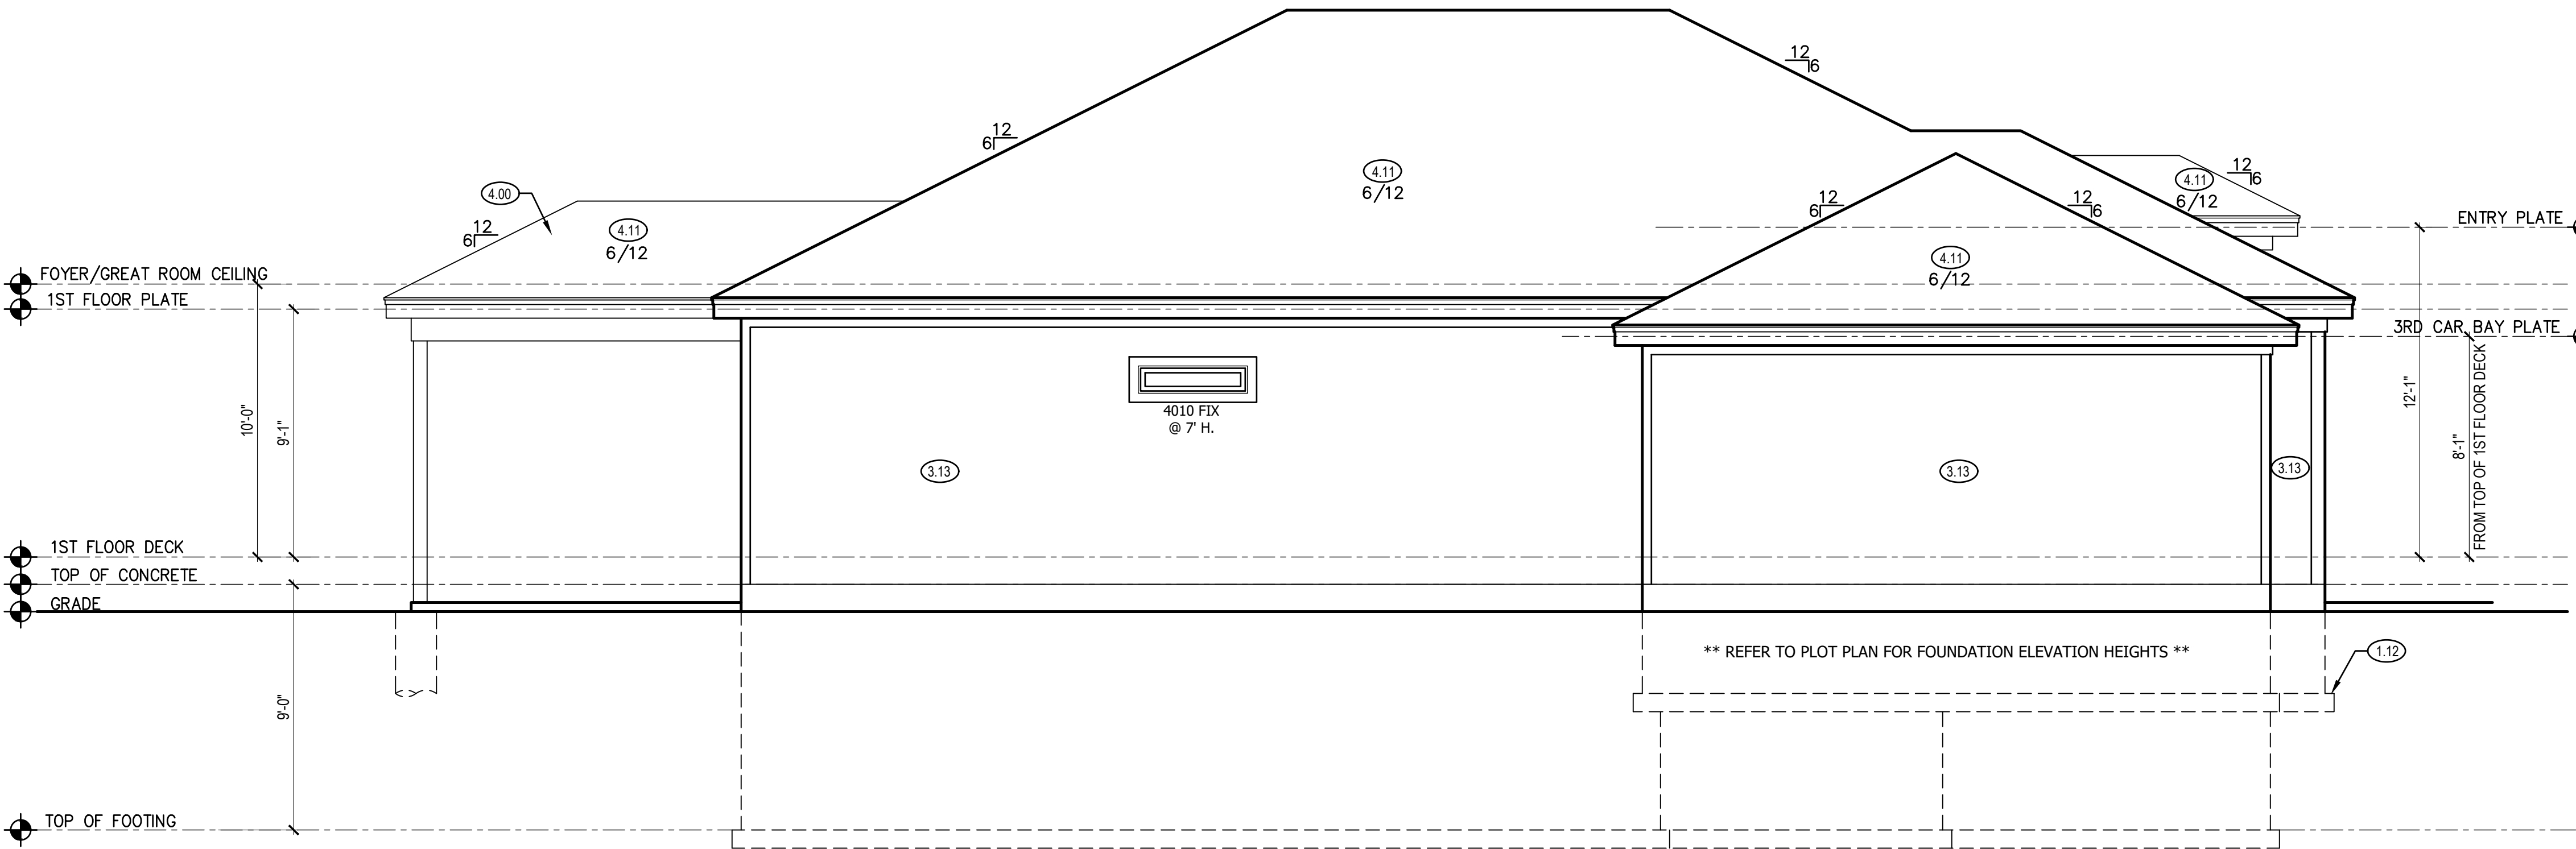 12
6
12
6
4.11
6/12
4.00
12
6
4.11
6/12
12
6
12
6
4.11
6/12
12
6
4.11
6/12
ENTRY PLATE
FOYER/GREAT ROOM CEILING
1ST FLOOR PLATE
3RD CAR BAY PLATE
10'-0"
9'-1"
4010 FIX
@ 7' H.
12'-1"
8'-1"
FROM TOP OF 1ST FLOOR DECK
3.13
3.13
3.13
1ST FLOOR DECK
TOP OF CONCRETE
GRADE
** REFER TO PLOT PLAN FOR FOUNDATION ELEVATION HEIGHTS **
1.12
9'-0"
TOP OF FOOTING